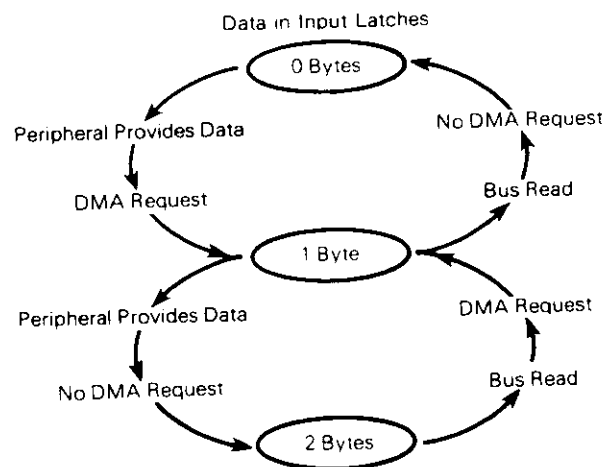 Data in Input Latches
0 Bytes
Peripheral Provides Data
No DMA Request
DMA Request
Bus Read
1 Byte
Peripheral Provides Data
DMA Request
No DMA Request
Bus Read
2 Bytes